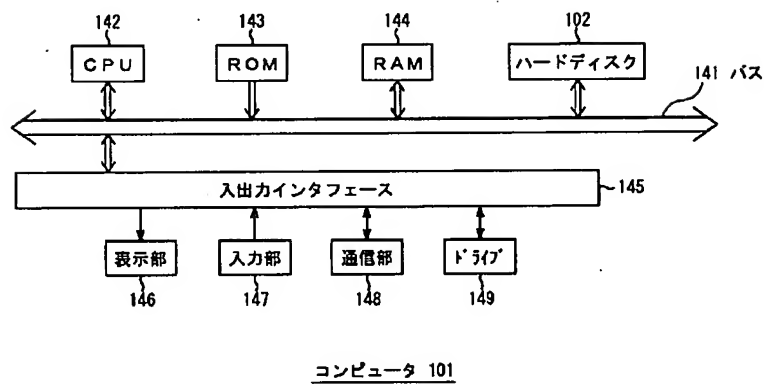 142 143 144 102
CPU ROM RAM ハードディスク
141 バス
入出力インタフェース 145
表示部 入力部 通信部 ドライブ
146 147 148 149
コンピュータ 101